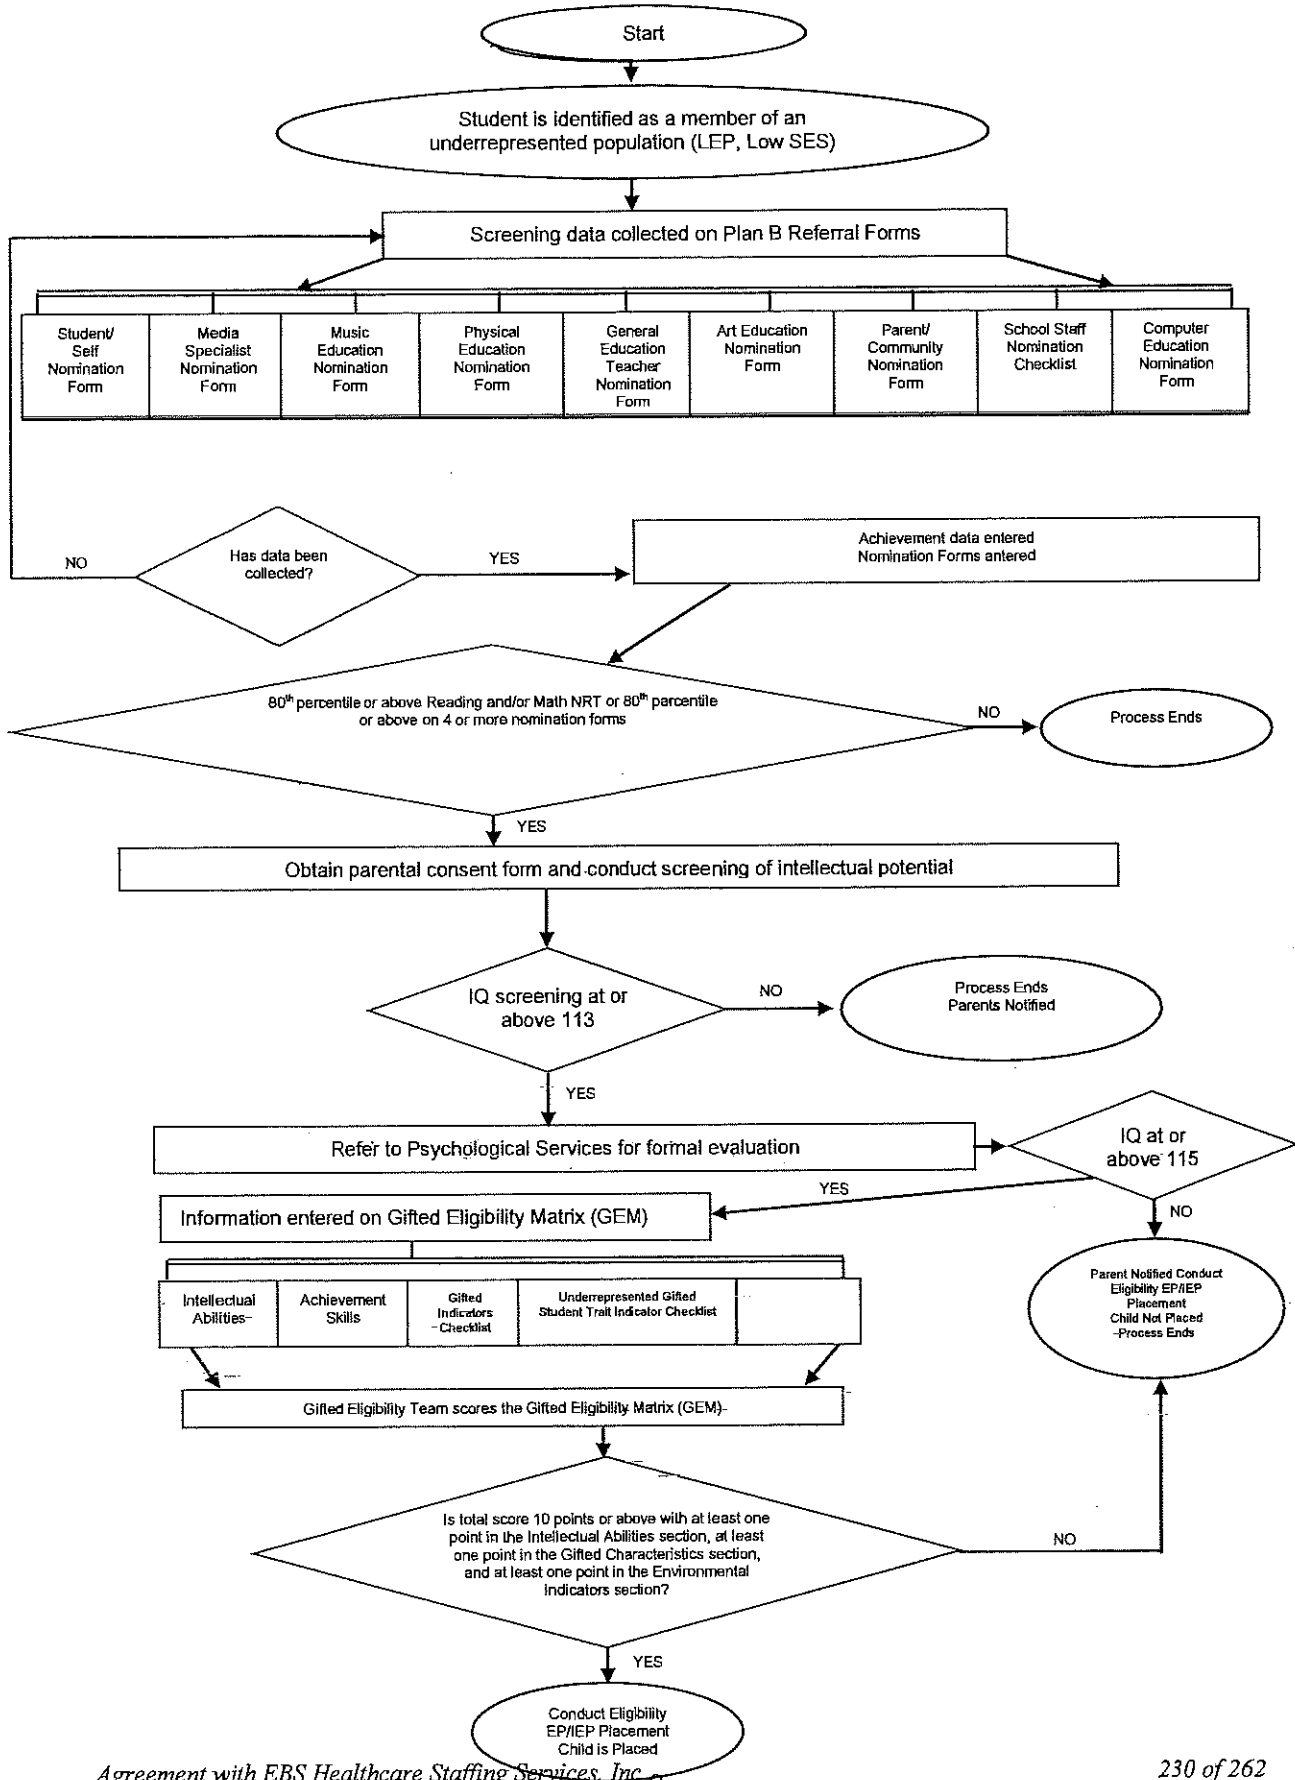 Start
Student is identified as a member of an
underrepresented population (LEP, Low SES)
Screening data collected on Plan B Referral Forms
Student/
Self
Nomination
Form
Media
Specialist
Nomination
Form
Music
Education
Nomination
Form
Physical
Education
Nomination
Form
General
Education
Teacher
Nomination
Form
Art Education
Nomination
Form
Parent/
Community
Nomination
Form
School Staff
Nomination
Checklist
Computer
Education
Nomination
Form
NO
Has data been
collected?
YES
Achievement data entered
Nomination Forms entered
80th percentile or above Reading and/or Math NRT or 80th percentile
or above on 4 or more nomination forms
NO
Process Ends
YES
Obtain parental consent form and conduct screening of intellectual potential
IQ screening at or
above 113
NO
Process Ends
Parents Notified
YES
Refer to Psychological Services for formal evaluation
IQ at or
above 115
YES
NO
Information entered on Gifted Eligibility Matrix (GEM)
Intellectual
Abilities
Achievement
Skills
Gifted
Indicators
Checklist
Underrepresented Gifted
Student Trait Indicator Checklist
Parent Notified Conduct
Eligibility EP/IEP
Placement
Child Not Placed
Process Ends
Gifted Eligibility Team scores the Gifted Eligibility Matrix (GEM)
Is total score 10 points or above with at least one
point in the Intellectual Abilities section, at least
one point in the Gifted Characteristics section,
and at least one point in the Environmental
Indicators section?
NO
YES
Conduct Eligibility
EP/IEP Placement
Child is Placed
Agreement with EBS Healthcare Staffing Services, Inc.
230 of 262